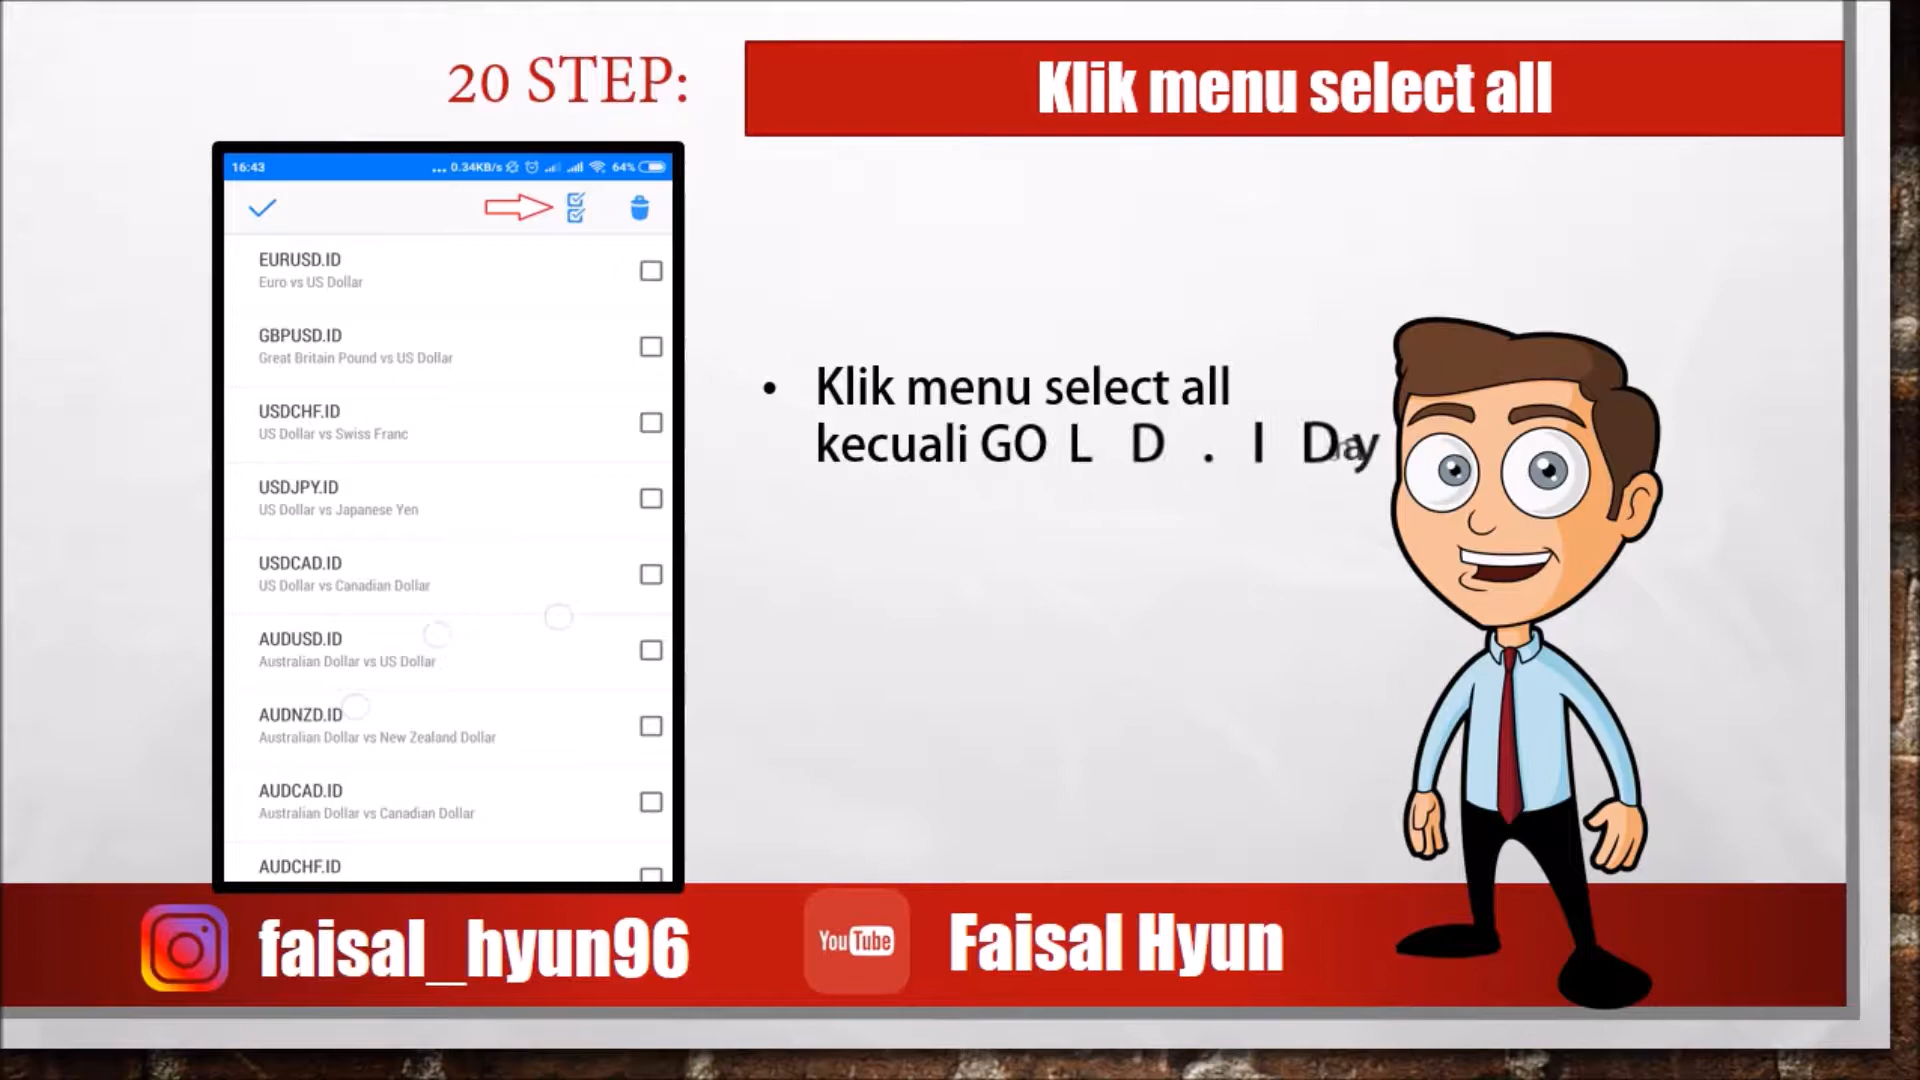 20 STEP:
Klik menu select all
16:43
... 0.34KB/s 64%
EURUSD.ID
Euro vs US Dollar
GBPUSD.ID
Great Britain Pound vs US Dollar
USDCHF.ID
US Dollar vs Swiss Franc
USDJPY.ID
US Dollar vs Japanese Yen
USDCAD.ID
US Dollar vs Canadian Dollar
AUDUSD.ID
Australian Dollar vs US Dollar
AUDNZD.ID
Australian Dollar vs New Zealand Dollar
AUDCAD.ID
Australian Dollar vs Canadian Dollar
AUDCHF.ID
• Klik menu select all
kecuali GOLD.ID
faisal_hyun96
YouTube
Faisal Hyun